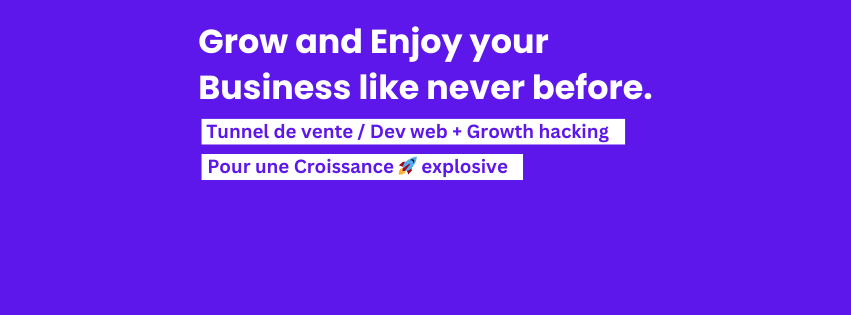 Grow and Enjoy your
Business like never before.
Tunnel de vente / Dev web + Growth hacking
Pour une Croissance 🚀 explosive